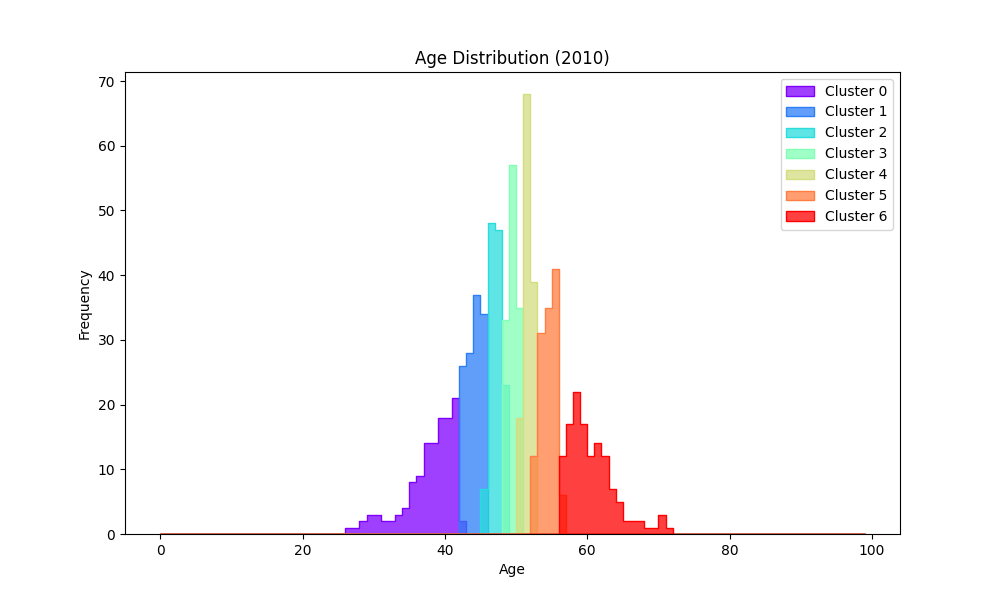 Age Distribution (2010)
70
60
50
40
30
20
10
0
Frequency
0 20 40 60 80 100
Age
Cluster 0
Cluster 1
Cluster 2
Cluster 3
Cluster 4
Cluster 5
Cluster 6